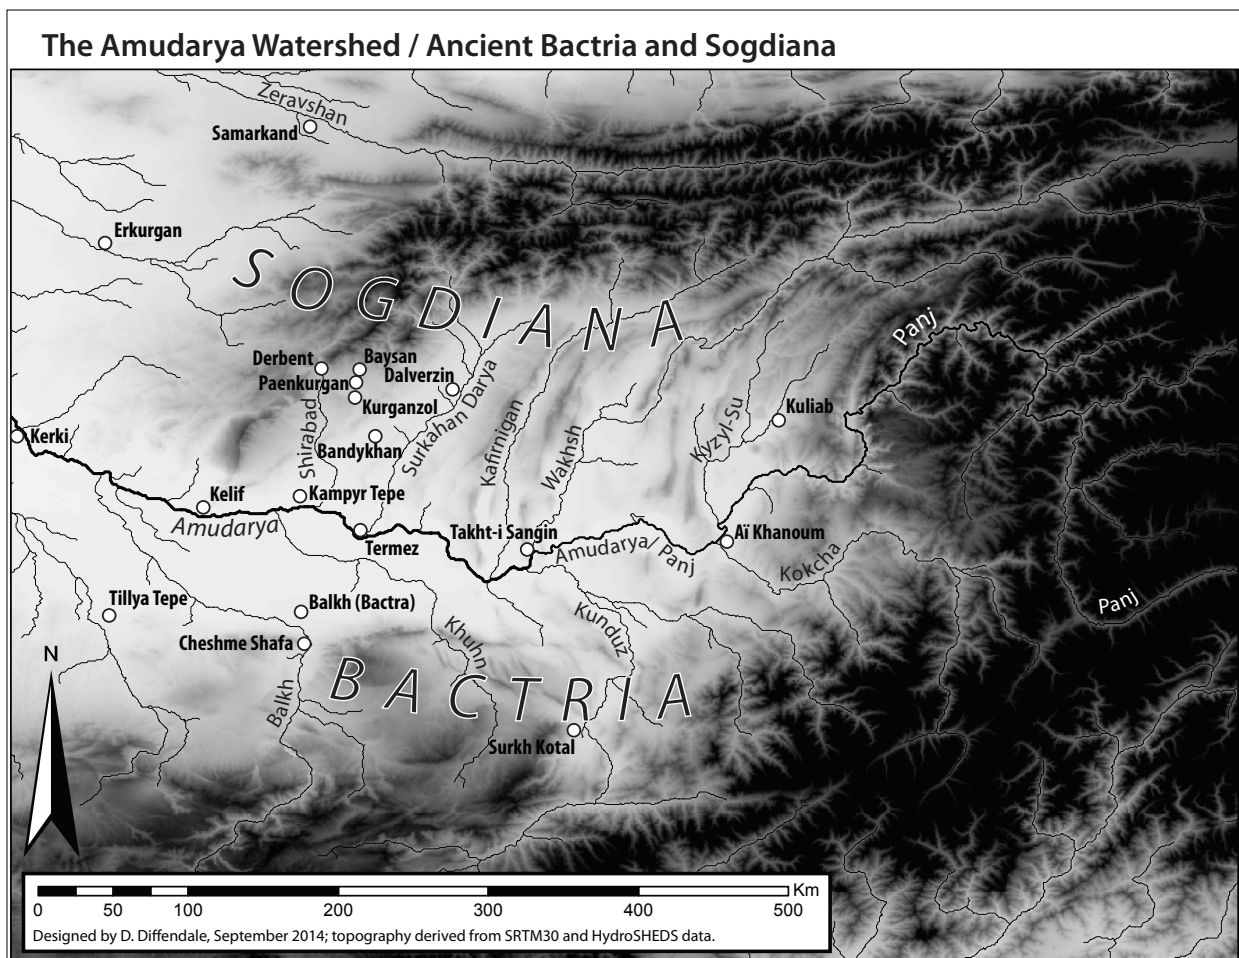 The Amudarya Watershed / Ancient Bactria and Sogdiana
Zeravshan
Samarkand
Erkurgan
SOGDIANA
Panj
Derbent
Baysan
Paenkurgan
Dalverzin
Kurganzol
Kuliab
Kerki
Bandykhan
Shirabad
Surkahan Darya
Kafirnigan
Wakhsh
Kyzyl-Su
Kelif
Kampyr Tepe
Amudarya
Termez
Takht-i Sangin
Amudarya/ Panj
Aï Khanoum
Kokcha
Panj
Tillya Tepe
Balkh (Bactra)
Cheshme Shafa
Khuhn
Kunduz
N
BACTRIA
Balkh
Surkh Kotal
Km
0 50 100 200 300 400 500
Designed by D. Diffendale, September 2014; topography derived from SRTM30 and HydroSHEDS data.